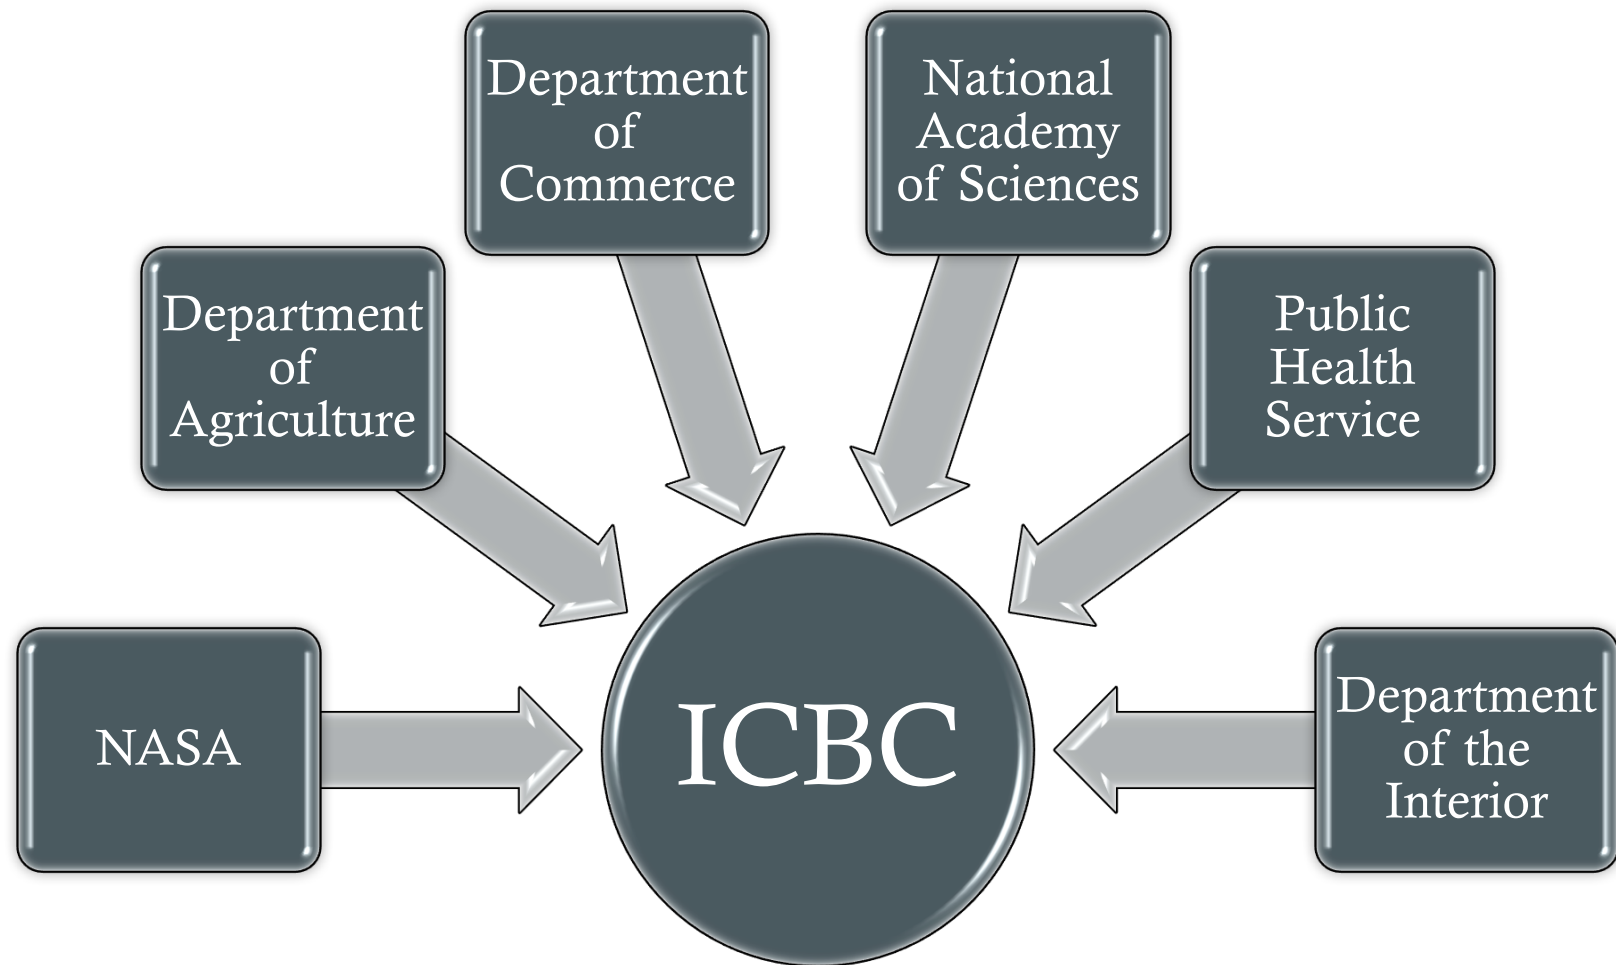 Department
of
Commerce
National
Academy
of Sciences
Department
of
Agriculture
Public
Health
Service
NASA
ICBC
Department
of the
Interior